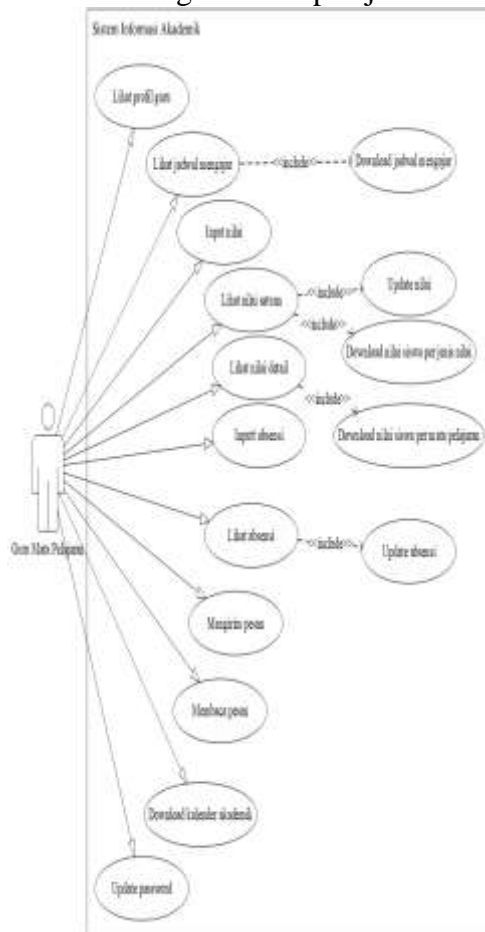 Sistem Informasi Akademik
Lihat profil guru
Lihat jadwal mengajar
<<include>>
Download jadwal mengajar
Input nilai
Lihat nilai semua
<<include>>
Update nilai
<<include>>
Download nilai siswa per jenis nilai
Lihat nilai detail
<<include>>
Download nilai siswa per mata pelajaran
Input absensi
Guru Mata Pelajaran
Lihat absensi
<<include>>
Update absensi
Mengirim pesan
Membaca pesan
Download kalender akademik
Update password